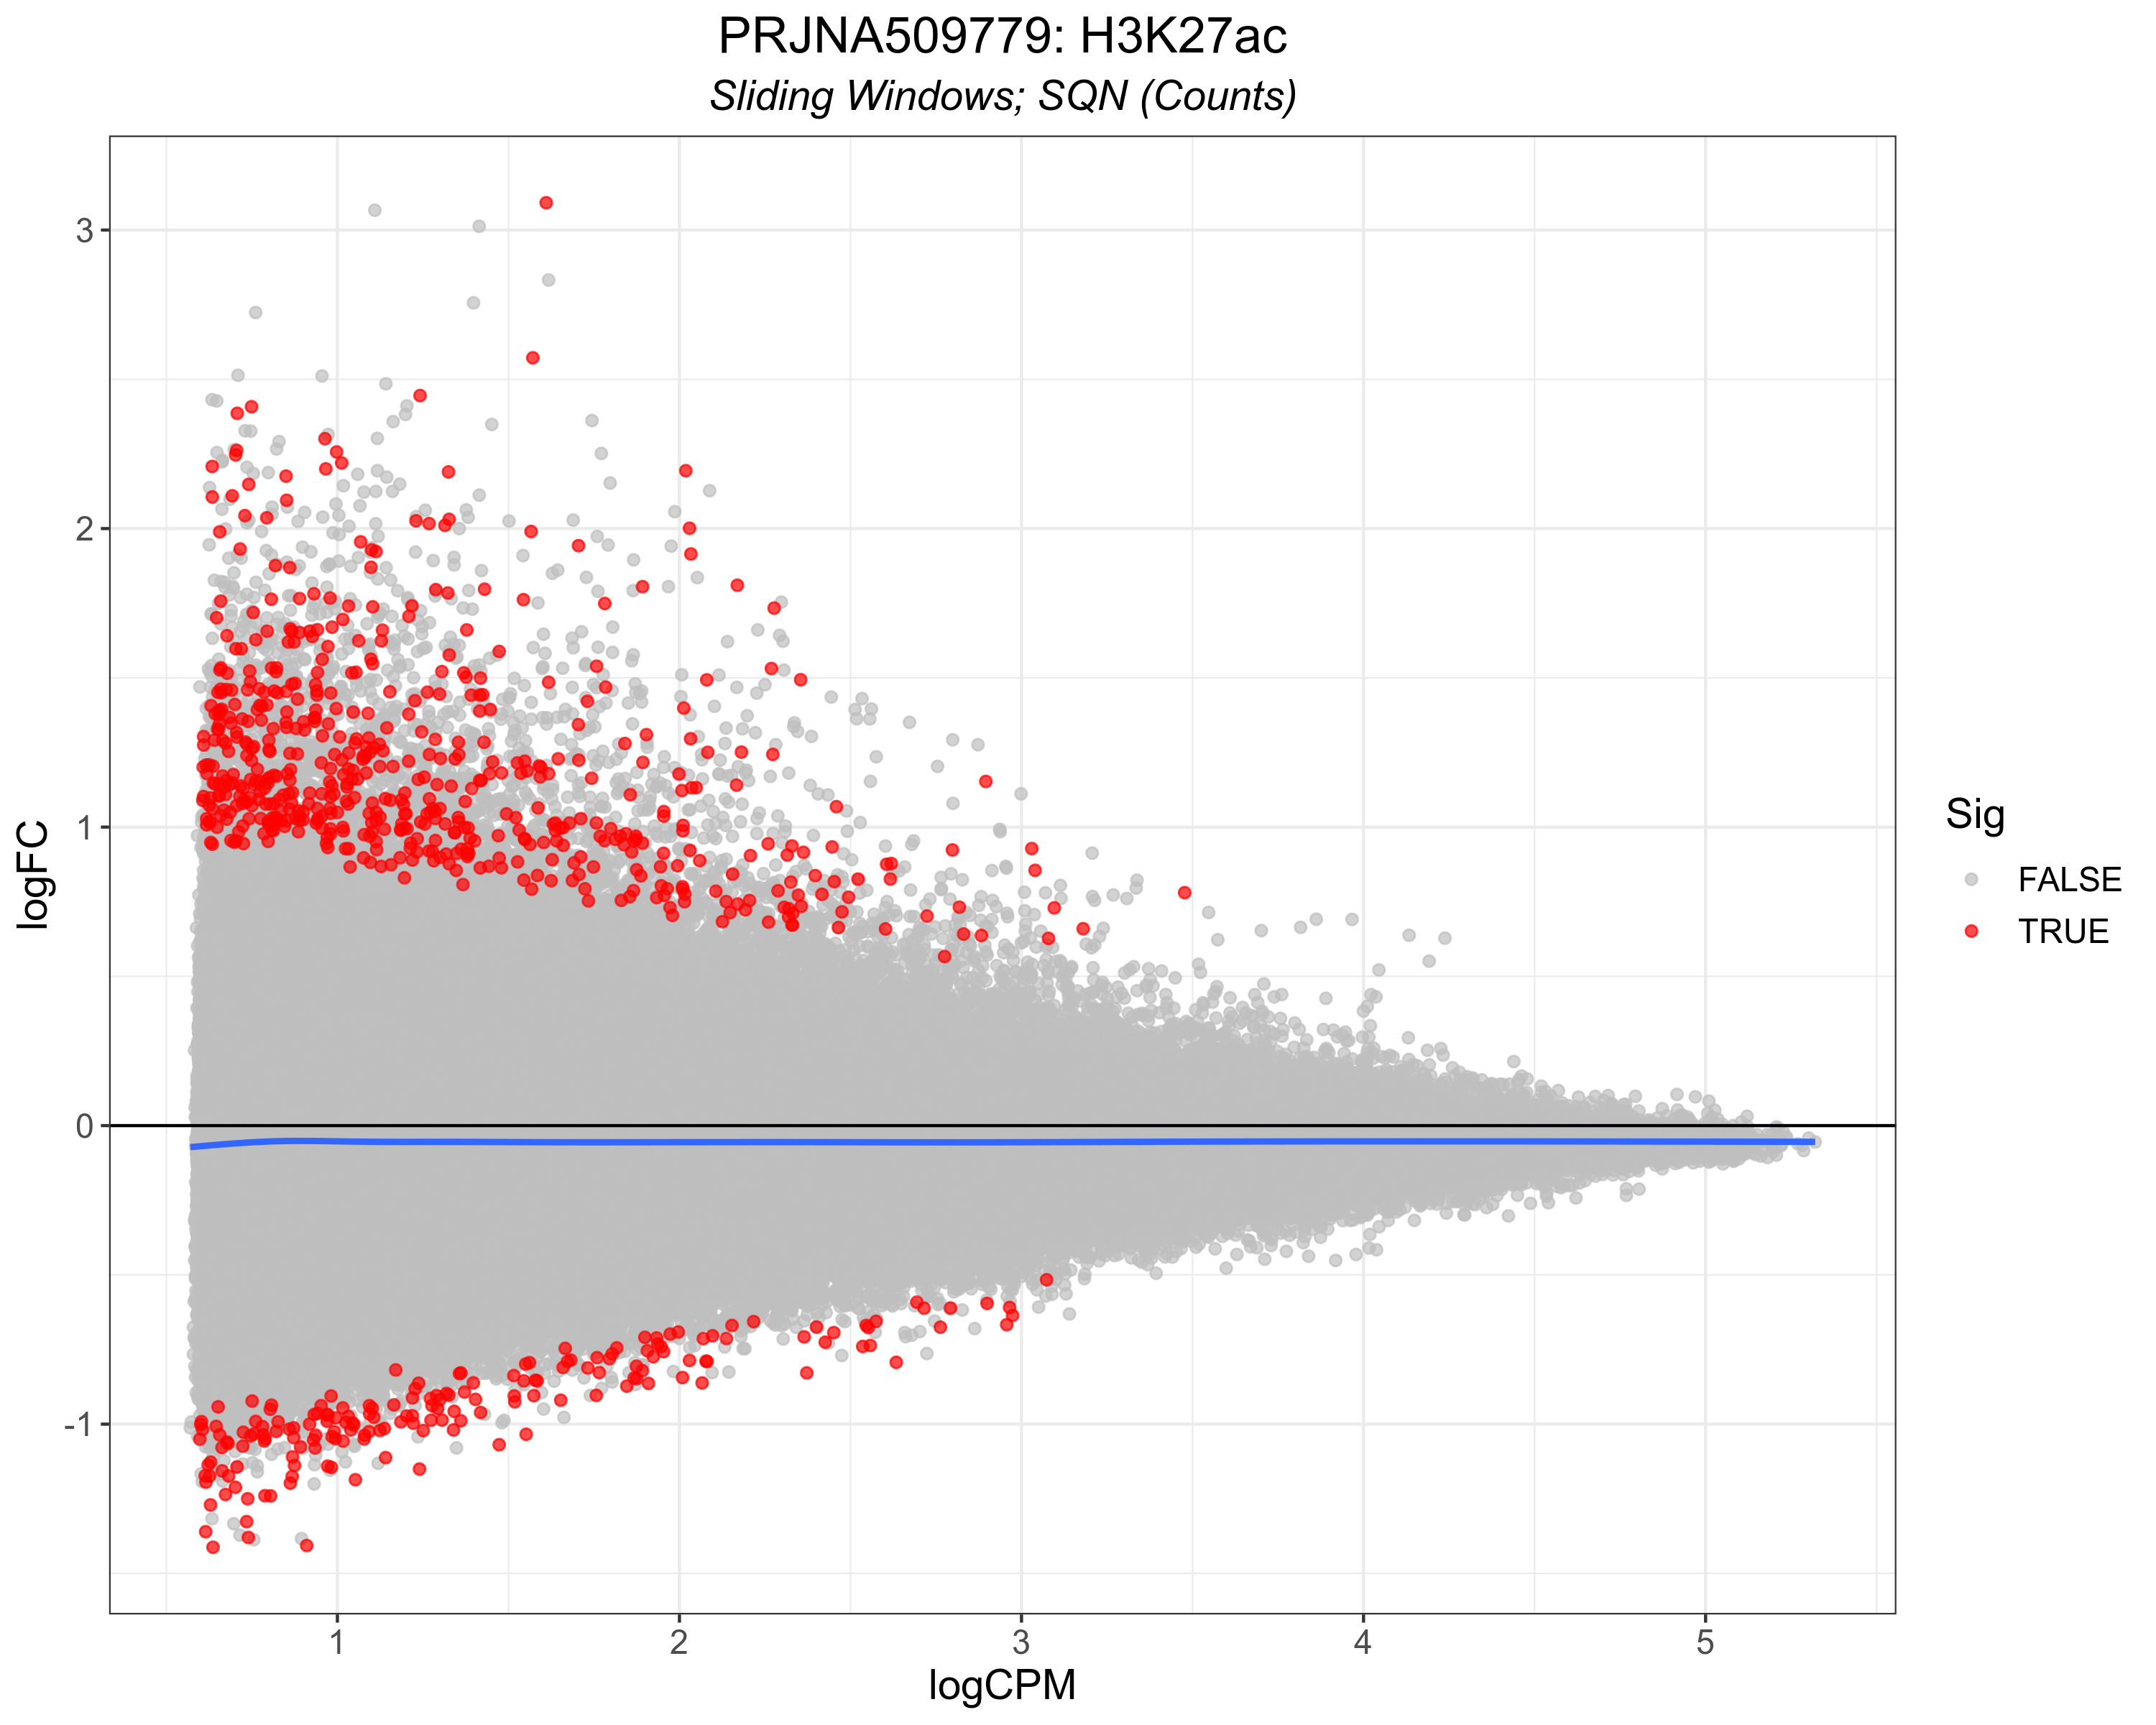 PRJNA509779: H3K27ac
Sliding Windows; SQN (Counts)
logFC
3
2
1
0
-1
1
2
3
4
5
logCPM
Sig
FALSE
TRUE